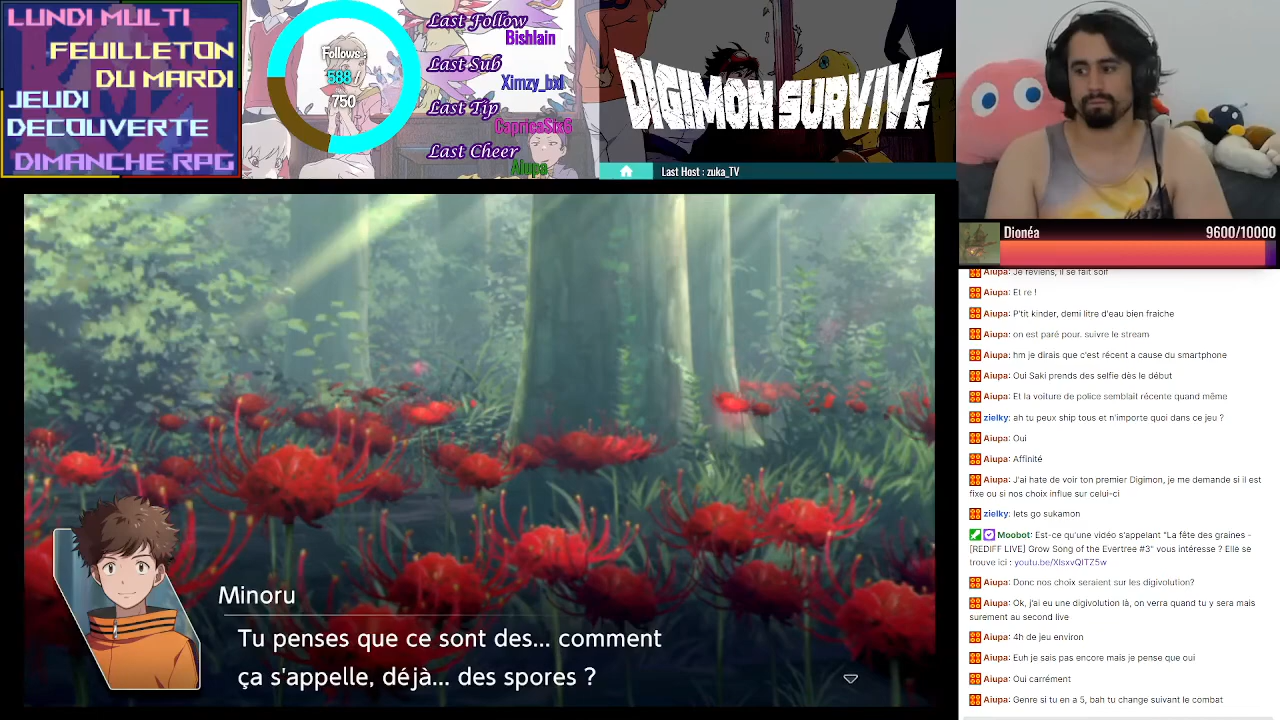 LUNDI MULTI
FEUILLETON
DU MARDI
JEUDI
DECOUVERTE
DIMANCHE RPG
Follows :
588 /
750
Last Follow
Bishlain
Last Sub
Ximzy_bxl
Last Tip
CapricaSix6
Last Cheer
Aiupa
DIGIMON SURVIVE
Last Host : zuka_TV
Dionéa 9600/10000
Aiupa: Je reviens, il se fait soif
Aiupa: Et re !
Aiupa: P'tit kinder, demi litre d'eau bien fraiche
Aiupa: on est paré pour. suivre le stream
Aiupa: hm je dirais que c'est récent a cause du smartphone
Aiupa: Oui Saki prends des selfie dès le début
Aiupa: Et la voiture de police semblait récente quand même
zielky: ah tu peux ship tous et n'importe quoi dans ce jeu ?
Aiupa: Oui
Aiupa: Affinité
Aiupa: J'ai hate de voir ton premier Digimon, je me demande si il est
fixe ou si nos choix influe sur celui-ci
zielky: lets go sukamon
Moobot: Est-ce qu'une vidéo s'appelant "La fête des graines -
[REDIFF LIVE] Grow Song of the Evertree #3" vous intéresse ? Elle se
trouve ici : youtu.be/XIsxvQITZ5w
Aiupa: Donc nos choix seraient sur les digivolution?
Aiupa: Ok, j'ai eu une digivolution là, on verra quand tu y sera mais
surement au second live
Aiupa: 4h de jeu environ
Aiupa: Euh je sais pas encore mais je pense que oui
Aiupa: Oui carrément
Aiupa: Genre si tu en a 5, bah tu change suivant le combat
Minoru
Tu penses que ce sont des... comment
ça s'appelle, déjà... des spores ?